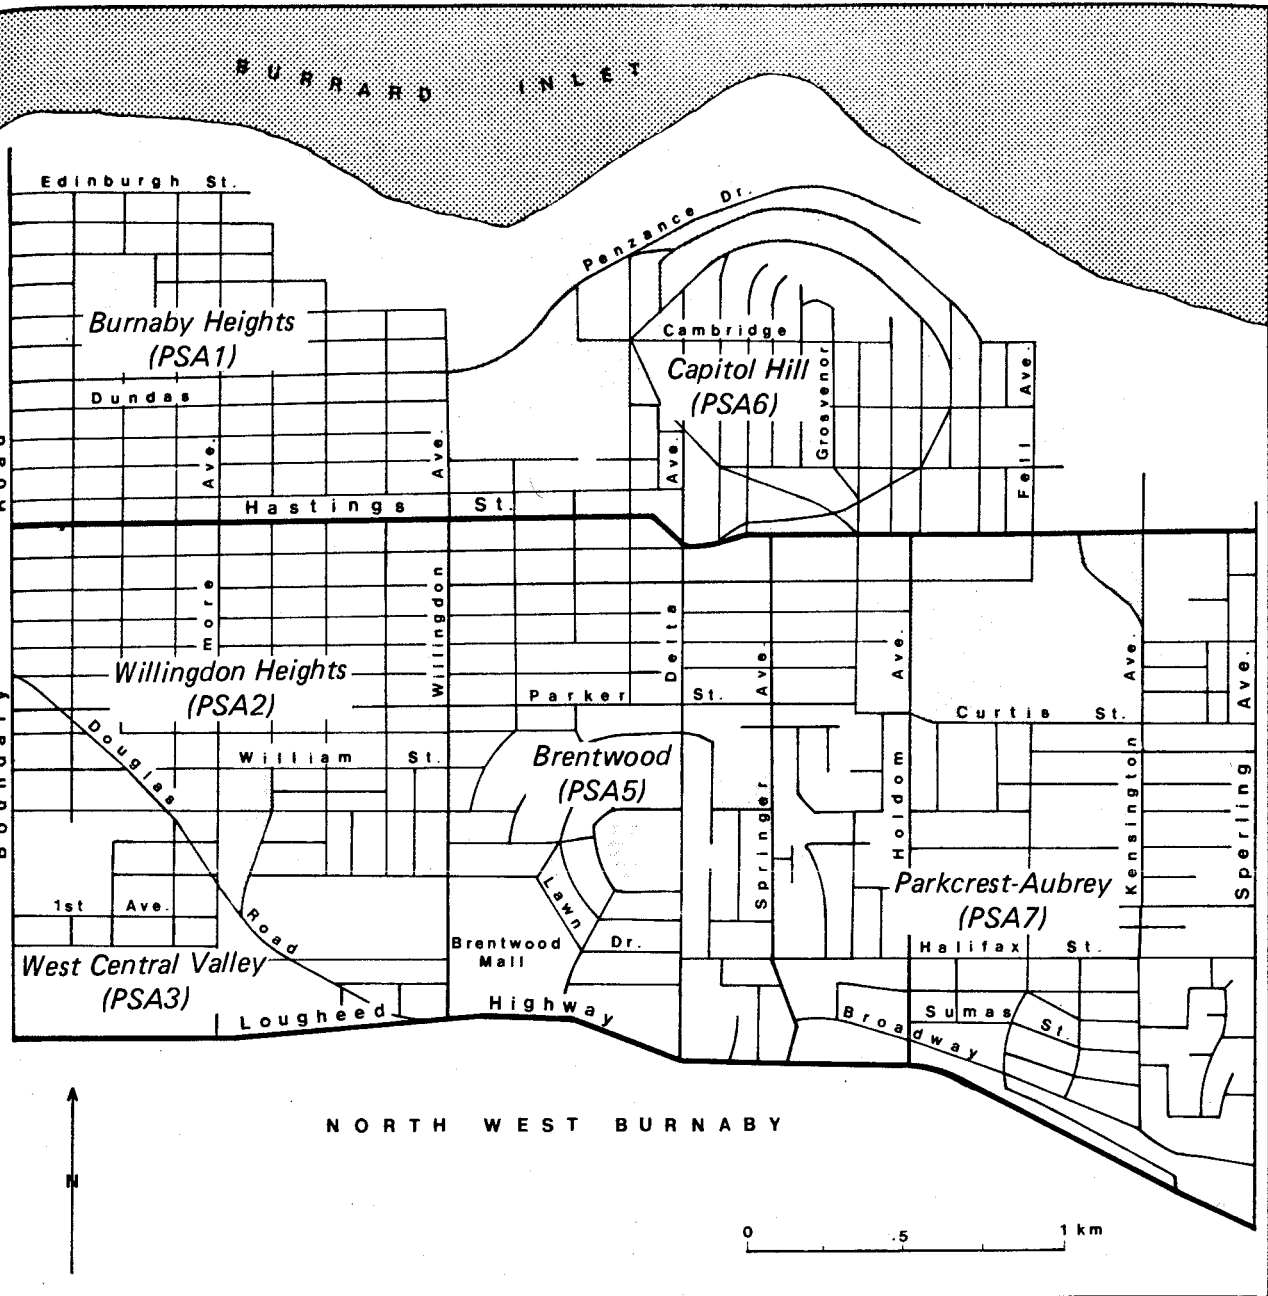 BURRARD INLET
Edinburgh St.
Penzance Dr.
Burnaby Heights
(PSA1)
Cambridge
Capitol Hill
(PSA6)
Grosvenor
Fell Ave.
Dundas
Ave.
Ave.
Ave.
Hastings St.
Boundary Road
Willingdon
Delta
Ave.
Ave.
Ave.
Ave.
Willingdon Heights
(PSA2)
Parker St.
Curtis St.
Douglas
William St.
Brentwood
(PSA5)
Springer
Holdom
Kensington
Sperling
Parkcrest-Aubrey
(PSA7)
1st Ave.
Road
Lawn
Dr.
Brentwood
Mall
Halifax St.
West Central Valley
(PSA3)
Lougheed Highway
Broadway
Sumas St.
NORTH WEST BURNABY
N
0 .5 1 km